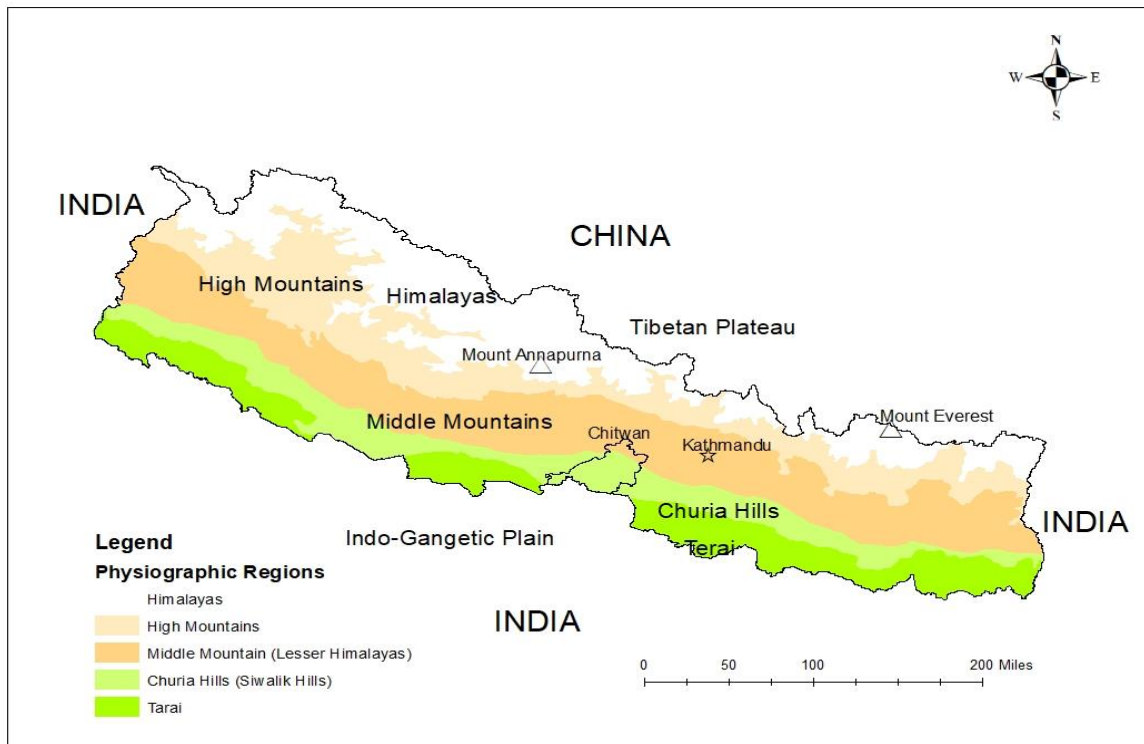 N
W E
S
INDIA
CHINA
High Mountains
Himalayas
Tibetan Plateau
Mount Annapurna
Mount Everest
Middle Mountains
Chitwan
Kathmandu
Churia Hills
INDIA
Terai
Indo-Gangetic Plain
INDIA
Legend
Physiographic Regions
Himalayas
High Mountains
Middle Mountain (Lesser Himalayas)
Churia Hills (Siwalik Hills)
Tarai
0 50 100 200 Miles